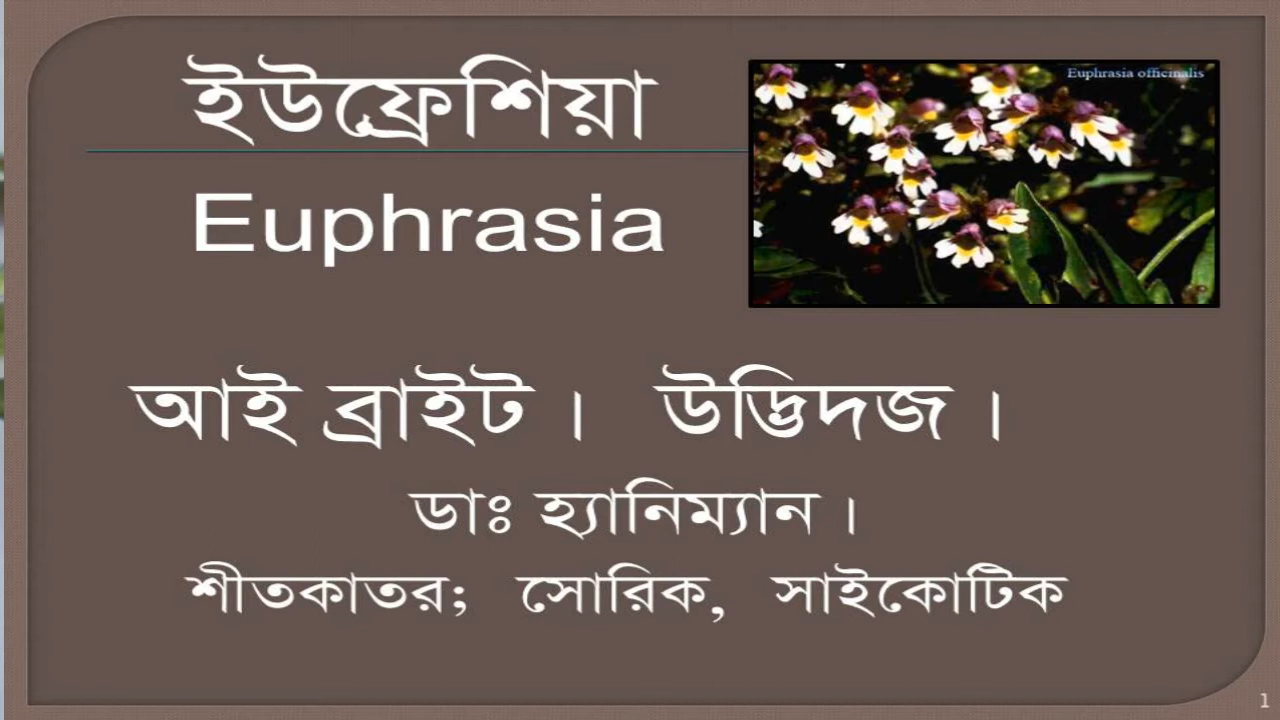 ইউফ্রেশিয়া
Euphrasia officinalis
Euphrasia
আই ব্রাইট । উদ্ভিদজ ।
ডাঃ হ্যানিম্যান ।
শীতকাতর; সোরিক, সাইকোটিক
1